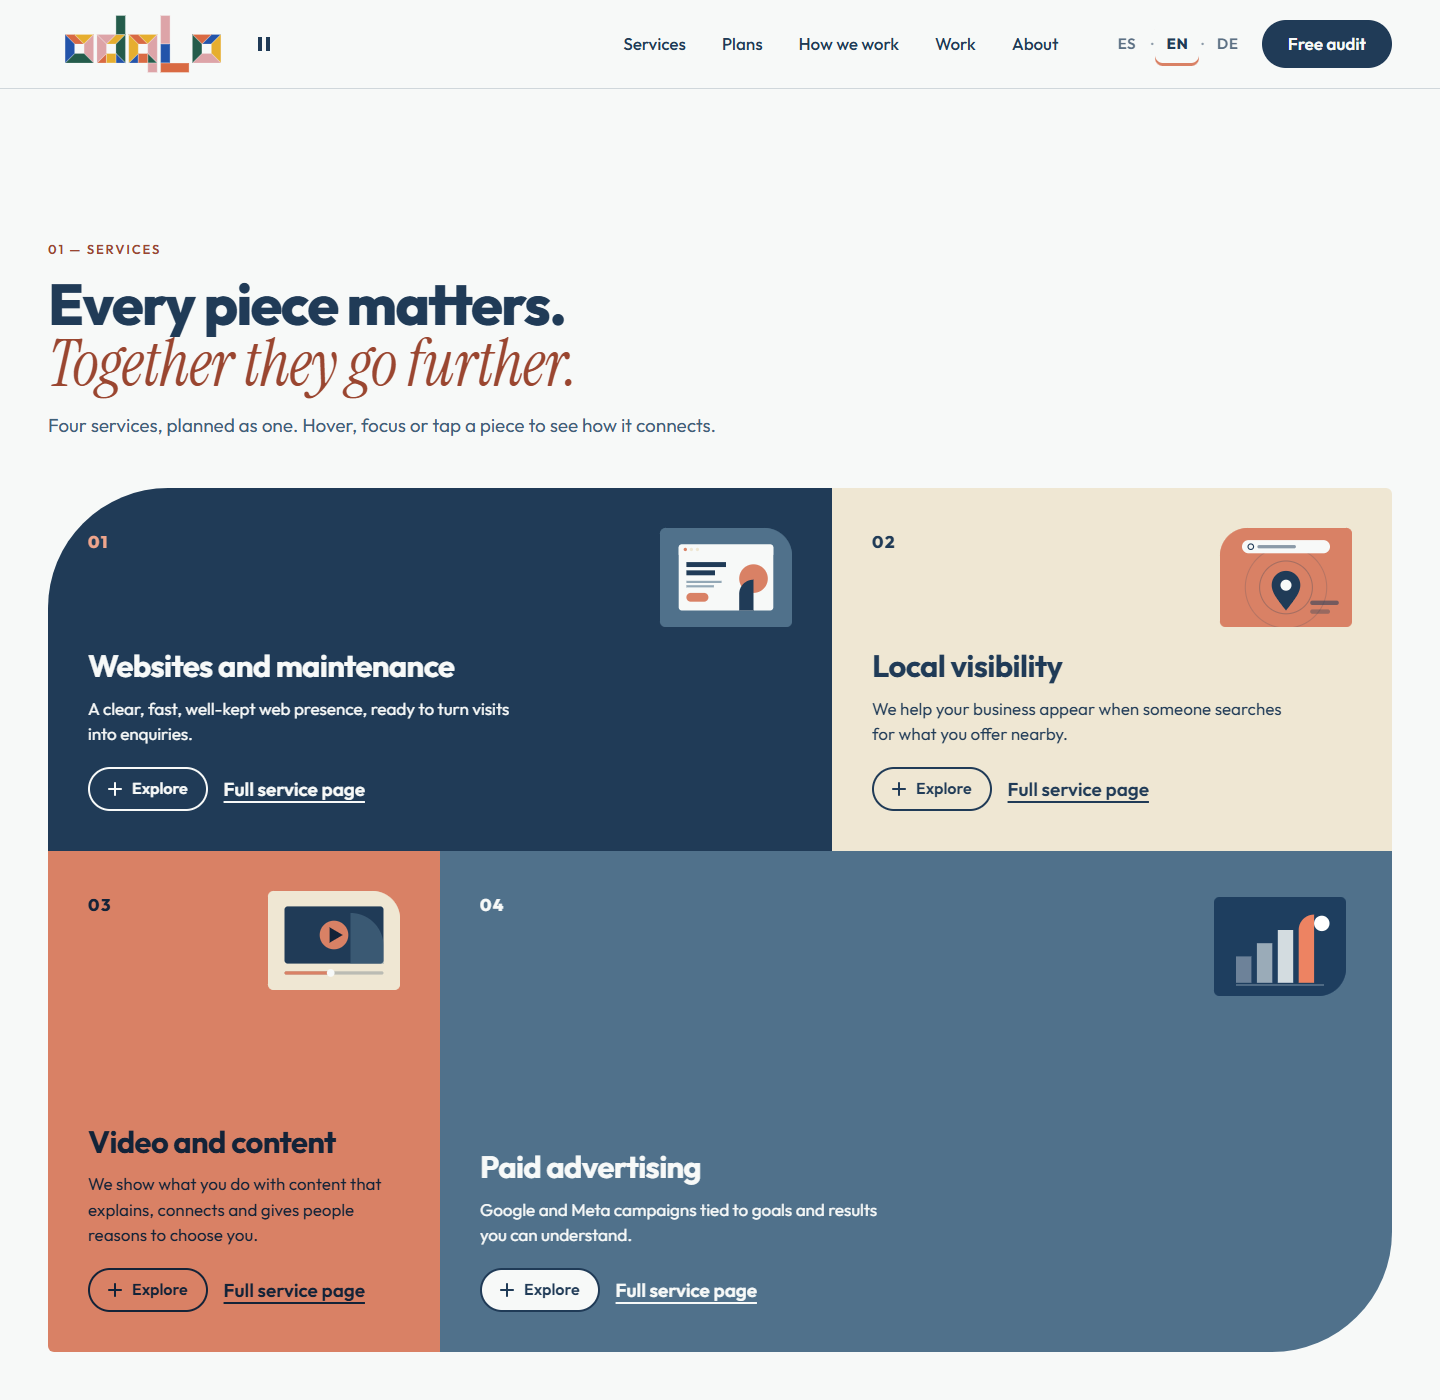 Services
Plans
How we work
Work
About
ES · EN · DE
Free audit
01 — SERVICES
Every piece matters.
Together they go further.
Four services, planned as one. Hover, focus or tap a piece to see how it connects.
01
Websites and maintenance
A clear, fast, well-kept web presence, ready to turn visits
into enquiries.
Explore
Full service page
02
Local visibility
We help your business appear when someone searches
for what you offer nearby.
Explore
Full service page
03
Video and content
We show what you do with content that
explains, connects and gives people
reasons to choose you.
Explore
Full service page
04
Paid advertising
Google and Meta campaigns tied to goals and results
you can understand.
Explore
Full service page